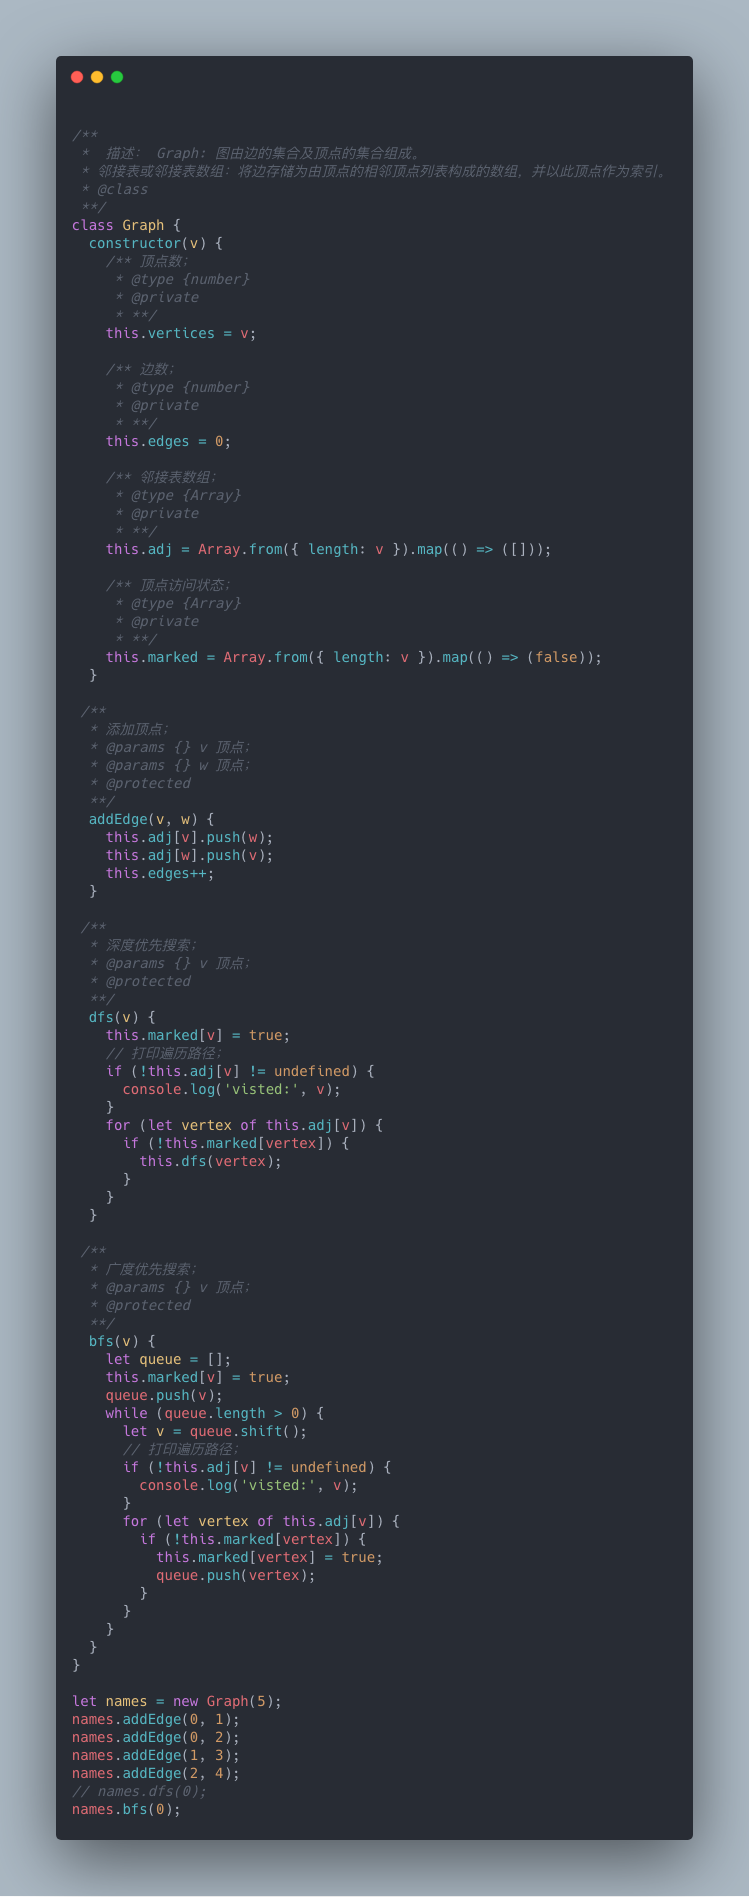 /**
 *  描述： Graph: 图由边的集合及顶点的集合组成。
 * 邻接表或邻接表数组：将边存储为由顶点的相邻顶点列表构成的数组，并以此顶点作为索引。
 * @class
 **/
class Graph {
  constructor(v) {
    /** 顶点数；
     * @type {number}
     * @private
     * **/
    this.vertices = v;

    /** 边数；
     * @type {number}
     * @private
     * **/
    this.edges = 0;

    /** 邻接表数组；
     * @type {Array}
     * @private
     * **/
    this.adj = Array.from({ length: v }).map(() => ([]));

    /** 顶点访问状态；
     * @type {Array}
     * @private
     * **/
    this.marked = Array.from({ length: v }).map(() => (false));
  }

 /**
  * 添加顶点；
  * @params {} v 顶点；
  * @params {} w 顶点；
  * @protected
  **/
  addEdge(v, w) {
    this.adj[v].push(w);
    this.adj[w].push(v);
    this.edges++;
  }

 /**
  * 深度优先搜索；
  * @params {} v 顶点；
  * @protected
  **/
  dfs(v) {
    this.marked[v] = true;
    // 打印遍历路径；
    if (!this.adj[v] != undefined) {
      console.log('visted:', v);
    }
    for (let vertex of this.adj[v]) {
      if (!this.marked[vertex]) {
        this.dfs(vertex);
      }
    }
  }

 /**
  * 广度优先搜索；
  * @params {} v 顶点；
  * @protected
  **/
  bfs(v) {
    let queue = [];
    this.marked[v] = true;
    queue.push(v);
    while (queue.length > 0) {
      let v = queue.shift();
      // 打印遍历路径；
      if (!this.adj[v] != undefined) {
        console.log('visted:', v);
      }
      for (let vertex of this.adj[v]) {
        if (!this.marked[vertex]) {
          this.marked[vertex] = true;
          queue.push(vertex);
        }
      }
    }
  }
}

let names = new Graph(5);
names.addEdge(0, 1);
names.addEdge(0, 2);
names.addEdge(1, 3);
names.addEdge(2, 4);
// names.dfs(0);
names.bfs(0);